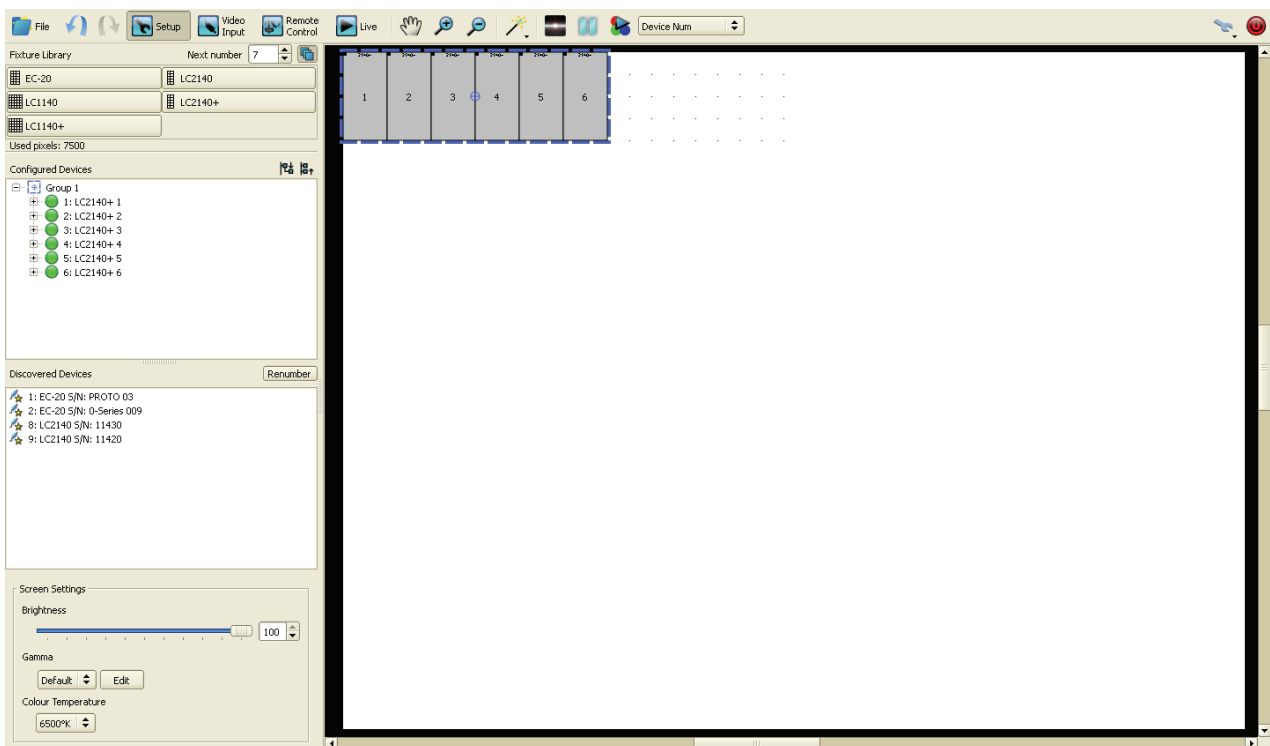 File Setup Video Input Remote Control Live Device Num
Fixture Library Next number 7
EC-20 LC2140
LC1140 LC2140+
LC1140+
Used pixels: 7500
Configured Devices
Group 1
1: LC2140+ 1
2: LC2140+ 2
3: LC2140+ 3
4: LC2140+ 4
5: LC2140+ 5
6: LC2140+ 6
Discovered Devices Renumber
1: EC-20 S/N: PROTO 03
2: EC-20 S/N: 0-Series 009
8: LC2140 S/N: 11430
9: LC2140 S/N: 11420
Screen Settings
Brightness
100
Gamma
Default Edit
Colour Temperature
6500°K
1 2 3 4 5 6